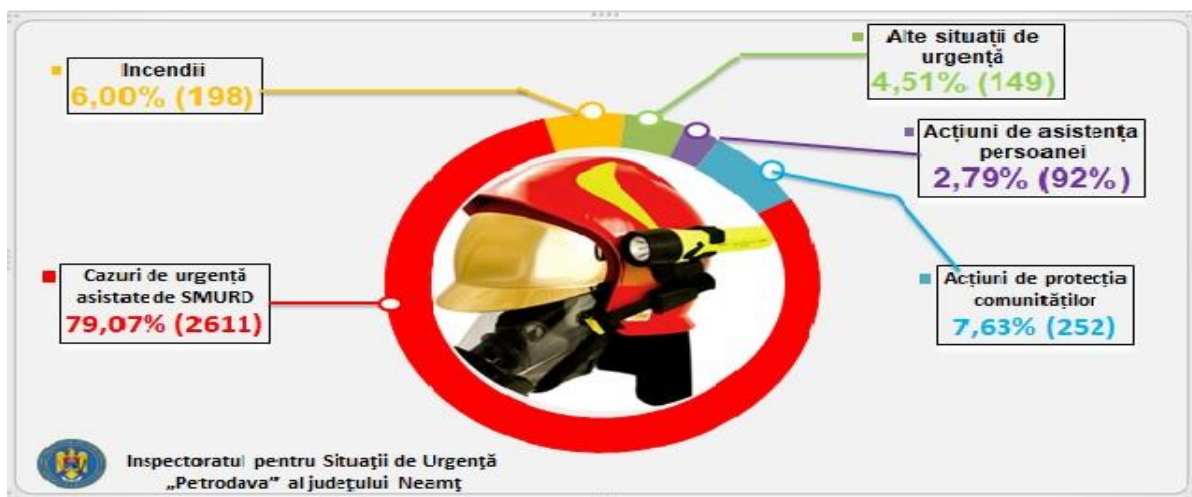 Incendii
6,00% (198)
Alte situații de
urgență
4,51% (149)
Acțiuni de asistența
persoanei
2,79% (92%)
Cazuri de urgență
asistate de SMURD
79,07% (2611)
Acțiuni de protecția
comunităților
7,63% (252)
Inspectoratul pentru Situații de Urgență
„Petrodava” al județului Neamț